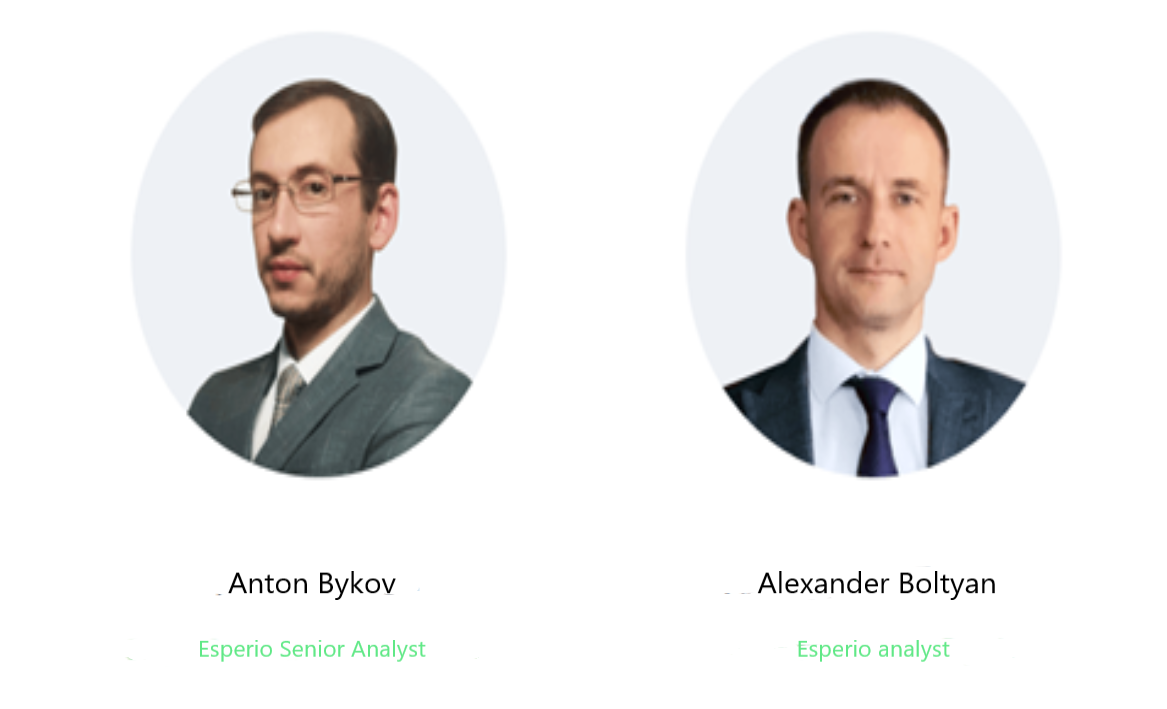 Anton Bykov
Esperio Senior Analyst
Alexander Boltyan
Esperio analyst